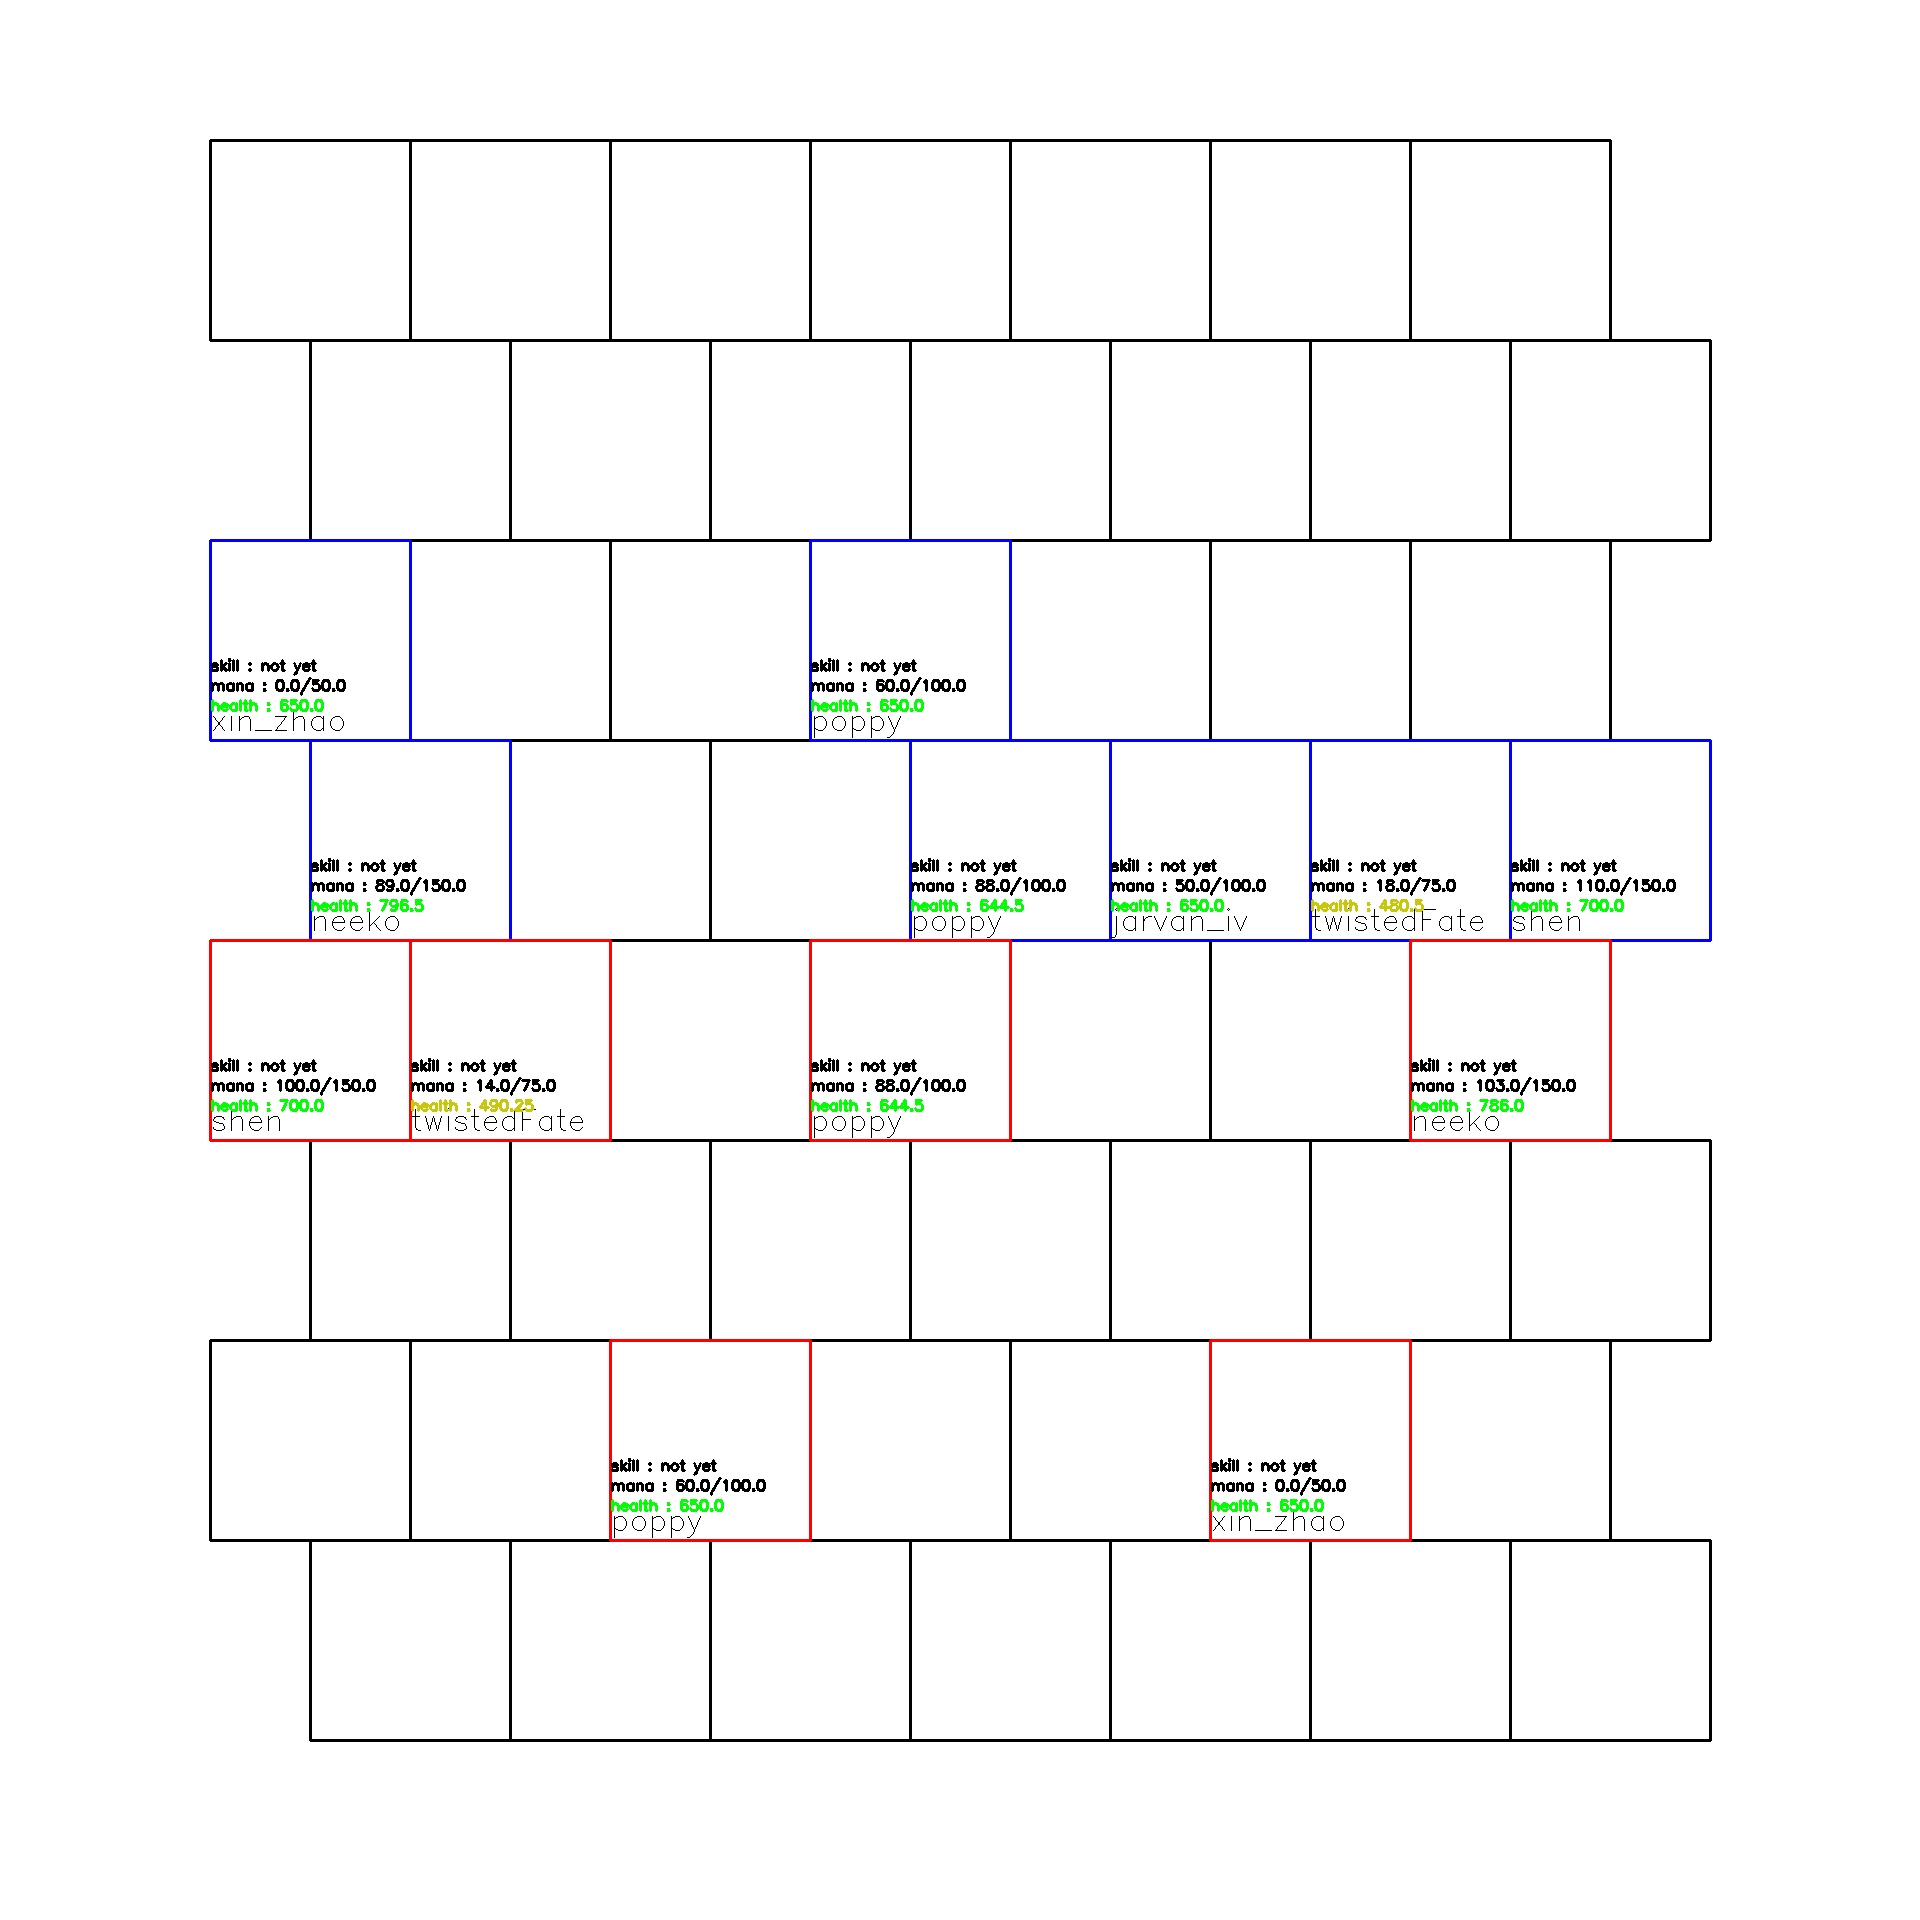 skill : not yet
mana : 0.0/50.0
health : 650.0
xin_zhao
skill : not yet
mana : 60.0/100.0
health : 650.0
poppy
skill : not yet
mana : 89.0/150.0
health : 796.5
neeko
skill : not yet
mana : 88.0/100.0
health : 644.5
poppy
skill : not yet
mana : 50.0/100.0
health : 650.0
jarvan_iv
skill : not yet
mana : 18.0/75.0
health : 480.5
twistedFate
skill : not yet
mana : 110.0/150.0
health : 700.0
shen
skill : not yet
mana : 100.0/150.0
health : 700.0
shen
skill : not yet
mana : 14.0/75.0
health : 490.25
twistedFate
skill : not yet
mana : 88.0/100.0
health : 644.5
poppy
skill : not yet
mana : 103.0/150.0
health : 786.0
neeko
skill : not yet
mana : 60.0/100.0
health : 650.0
poppy
skill : not yet
mana : 0.0/50.0
health : 650.0
xin_zhao